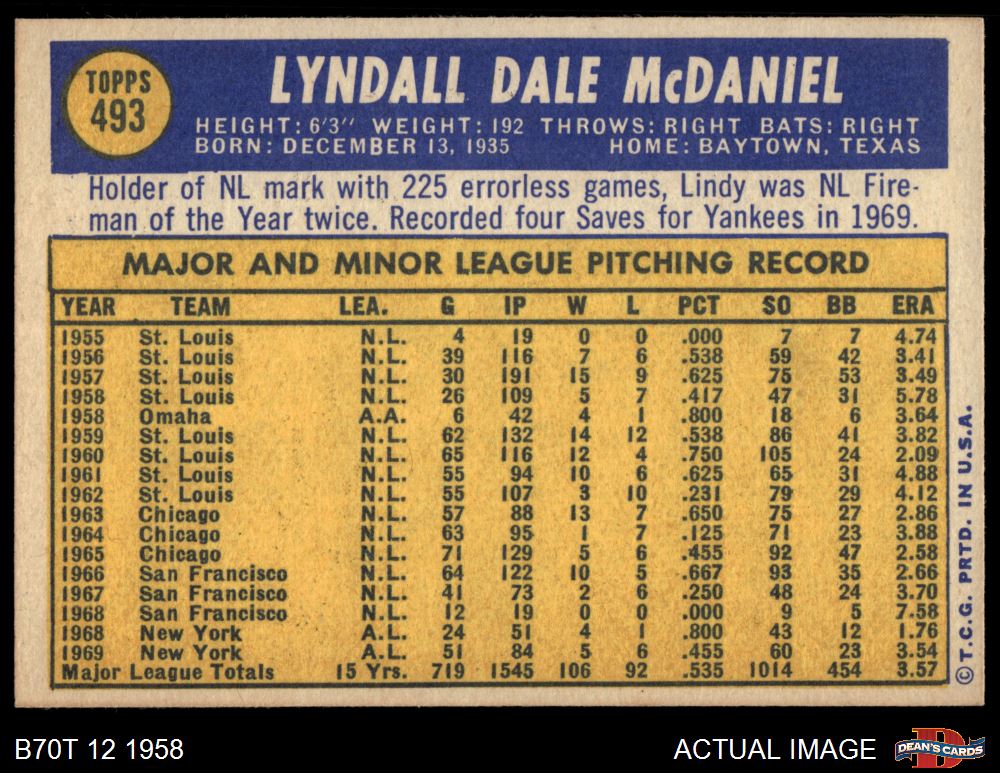 TOPPS
493
LYNDALL DALE McDANIEL
HEIGHT: 6'3" WEIGHT: 192 THROWS: RIGHT BATS: RIGHT
BORN: DECEMBER 13, 1935 HOME: BAYTOWN, TEXAS
Holder of NL mark with 225 errorless games, Lindy was NL Fire-
man of the Year twice. Recorded four Saves for Yankees in 1969.
MAJOR AND MINOR LEAGUE PITCHING RECORD
YEAR TEAM LEA. G IP W L PCT SO BB ERA
1955 St. Louis N.L. 4 19 0 0 .000 7 7 4.74
1956 St. Louis N.L. 39 116 7 6 .538 59 42 3.41
1957 St. Louis N.L. 30 191 15 9 .625 75 53 3.49
1958 St. Louis N.L. 26 109 5 7 .417 47 31 5.78
1958 Omaha A.A. 6 42 4 1 .800 18 6 3.64
1959 St. Louis N.L. 62 132 14 12 .538 86 41 3.82
1960 St. Louis N.L. 65 116 12 4 .750 105 24 2.09
1961 St. Louis N.L. 55 94 10 6 .625 65 31 4.88
1962 St. Louis N.L. 55 107 3 10 .231 79 29 4.12
1963 Chicago N.L. 57 88 13 7 .650 75 27 2.86
1964 Chicago N.L. 63 95 1 7 .125 71 23 3.88
1965 Chicago N.L. 71 129 5 6 .455 92 47 2.58
1966 San Francisco N.L. 64 122 10 5 .667 93 35 2.66
1967 San Francisco N.L. 41 73 2 6 .250 48 24 3.70
1968 San Francisco N.L. 12 19 0 0 .000 9 5 7.58
1968 New York A.L. 24 51 4 1 .800 43 12 1.76
1969 New York A.L. 51 84 5 6 .455 60 23 3.54
Major League Totals 15 Yrs. 719 1545 106 92 .535 1014 454 3.57
© T.C.G. PRTD. IN U.S.A.
B70T 12 1958
ACTUAL IMAGE
D
DEAN'S CARDS